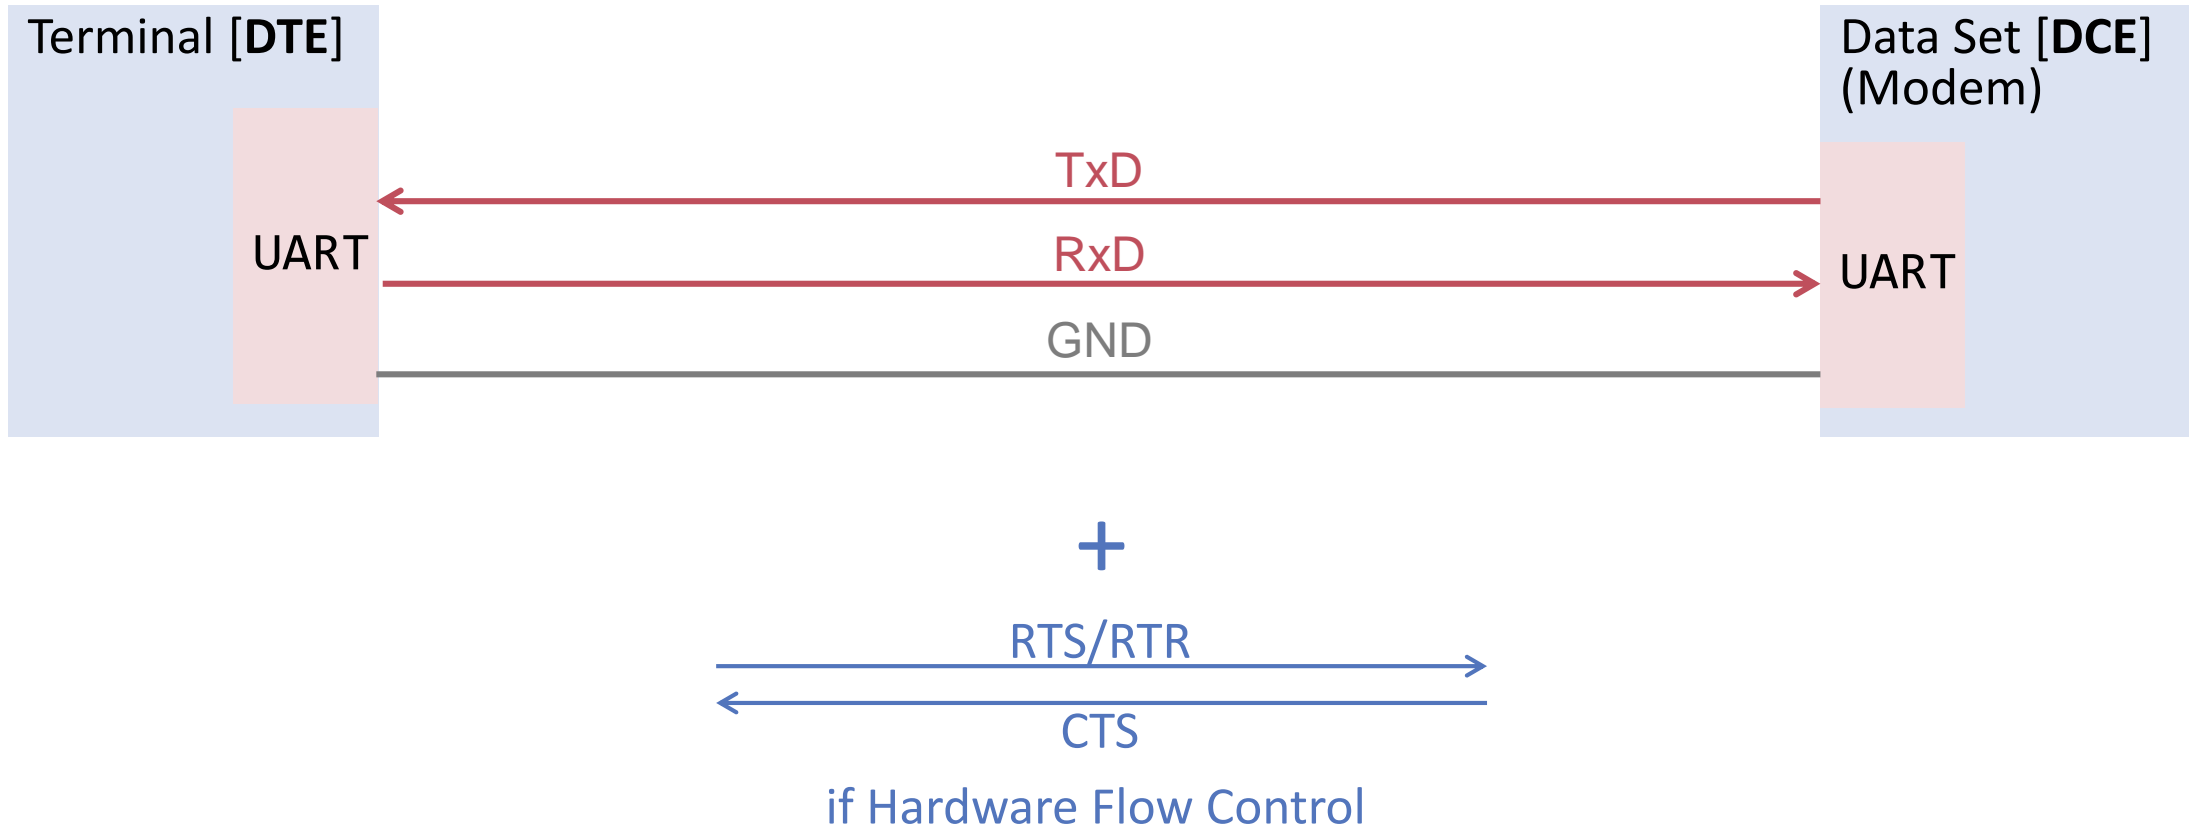 Terminal [DTE]
Data Set [DCE]
(Modem)
TxD
RxD
UART
UART
GND
+
RTS/RTR
CTS
if Hardware Flow Control